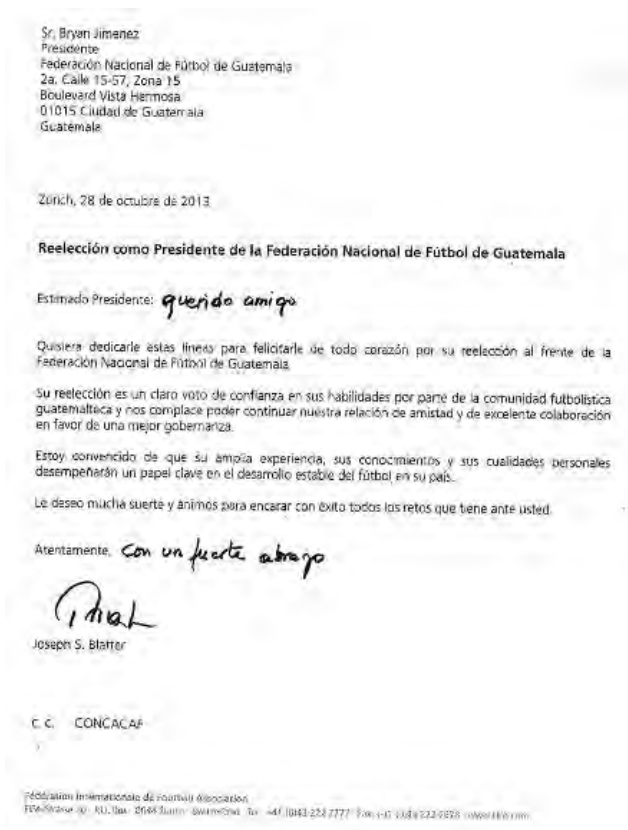 Sr. Bryan Jimenez
Presidente
Federación Nacional de Fútbol de Guatemala
2a. Calle 15-57, Zona 15
Boulevard Vista Hermosa
01015 Ciudad de Guatemala
Guatemala
Zúrich, 28 de octubre de 2013
Reelección como Presidente de la Federación Nacional de Fútbol de Guatemala
Estimado Presidente: querido amigo
Quisiera dedicarle estas líneas para felicitarle de todo corazón por su reelección al frente de la
Federación Nacional de Fútbol de Guatemala
Su reelección es un claro voto de confianza en sus habilidades por parte de la comunidad futbolística
guatemalteca y nos complace poder continuar nuestra relación de amistad y de excelente colaboración
en favor de una mejor gobernanza.
Estoy convencido de que su amplia experiencia, sus conocimientos y sus cualidades personales
desempeñarán un papel clave en el desarrollo estable del fútbol en su país.
Le deseo mucha suerte y ánimos para encarar con éxito todos los retos que tiene ante usted.
Atentamente, con un fuerte abrazo
Joseph S. Blatter
c. c. CONCACAF
Fédération Internationale de Football Association